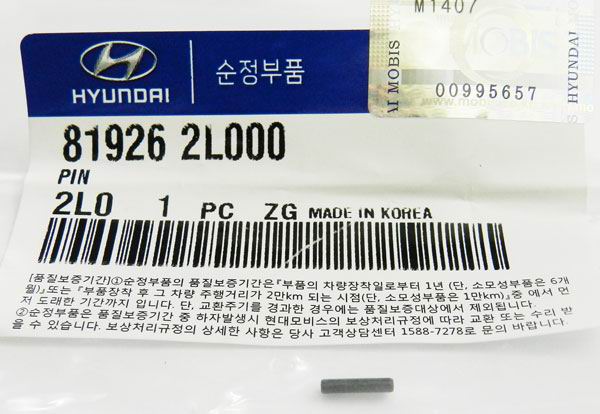 M1407
MOBIS
HYUNDAI
순정부품
AI MOBIS
HYUNDAI
00995657
81926 2L000
PIN
2L0 1 PC ZG MADE IN KOREA
[품질보증기간]①순정부품의 품질보증기간은『부품의 차량장착일로부터 1년 (단, 소모성부품은 6개
월)』또는『부품장착 후 그 차량 주행거리가 2만km 되는 시점(단, 소모성부품은 1만km)』중 에서 먼
저 도래한 기간까지 입니다. 단, 교환주기를 경과한 경우에는 품질보증대상에서 제외됩니다.
②순정부품은 품질보증기간 중 하자발생시 현대모비스의 보상처리규정에 따라 교환 또는 수리 받
을 수 있습니다. 보상처리규정의 상세한 사항은 당사 고객상담센터 1588-7278로 문의 바랍니다.